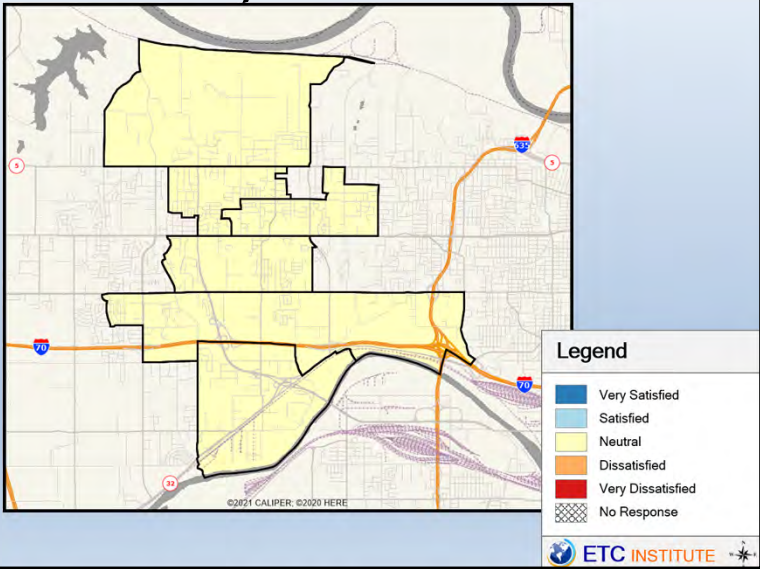 635
5
5
70
70
32
©2021 CALIPER; ©2020 HERE
Legend
Very Satisfied
Satisfied
Neutral
Dissatisfied
Very Dissatisfied
No Response
ETC INSTITUTE
N